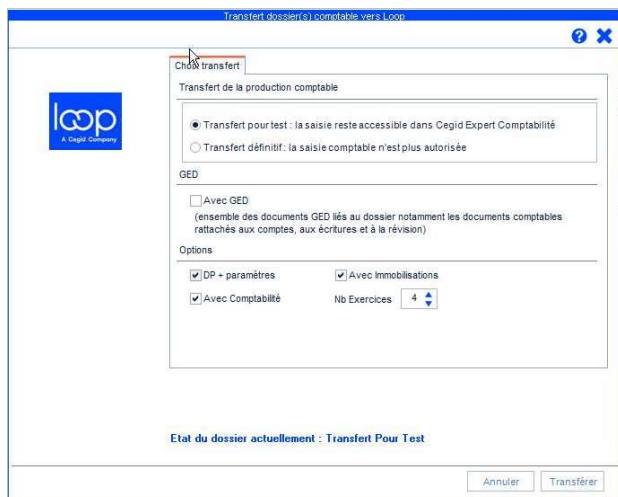 Transfert dossier(s) comptable vers Loop
Choix transfert
Transfert de la production comptable
loop
A Cegid Company
Transfert pour test : la saisie reste accessible dans Cegid Expert Comptabilité
Transfert définitif : la saisie comptable n'est plus autorisée
GED
Avec GED
(ensemble des documents GED liés au dossier notamment les documents comptables
rattachés aux comptes, aux écritures et à la révision)
Options
DP + paramètres Avec Immobilisations
Avec Comptabilité Nb Exercices 4
Etat du dossier actuellement : Transfert Pour Test
Annuler Transférer